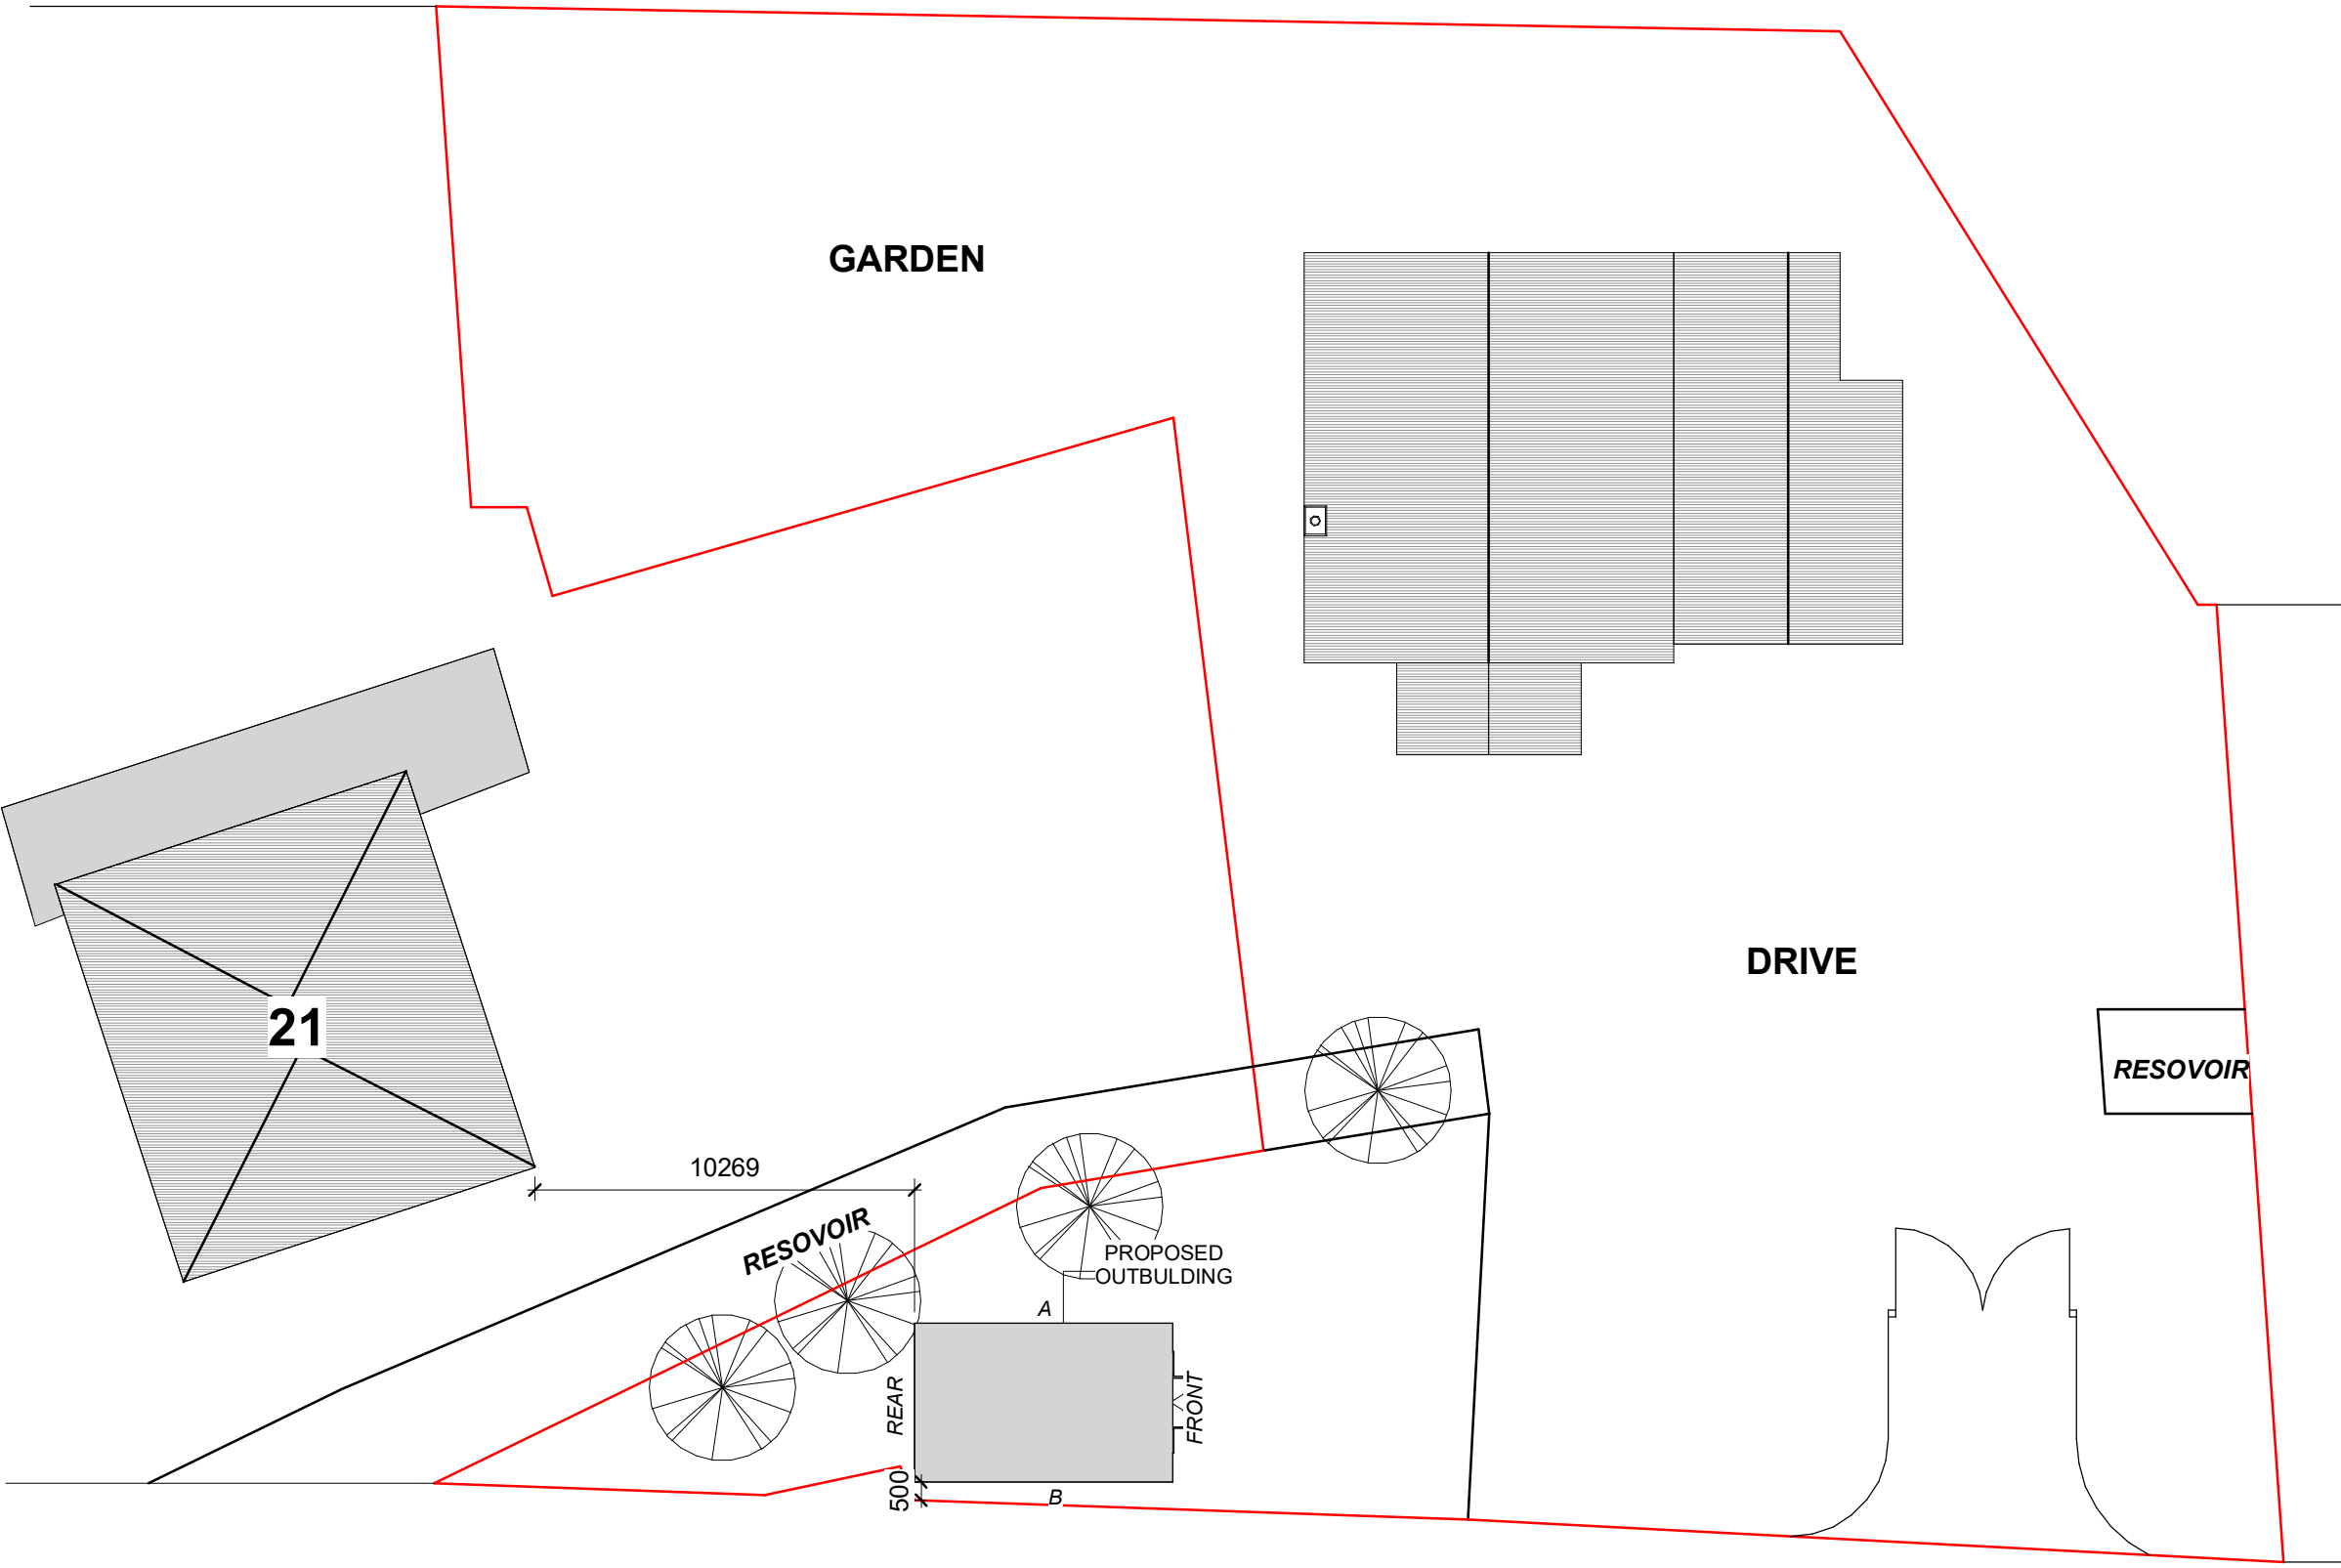 GARDEN
DRIVE
21
RESOVOIR
10269
RESOVOIR
PROPOSED
OUTBULDING
A
REAR
FRONT
500
B